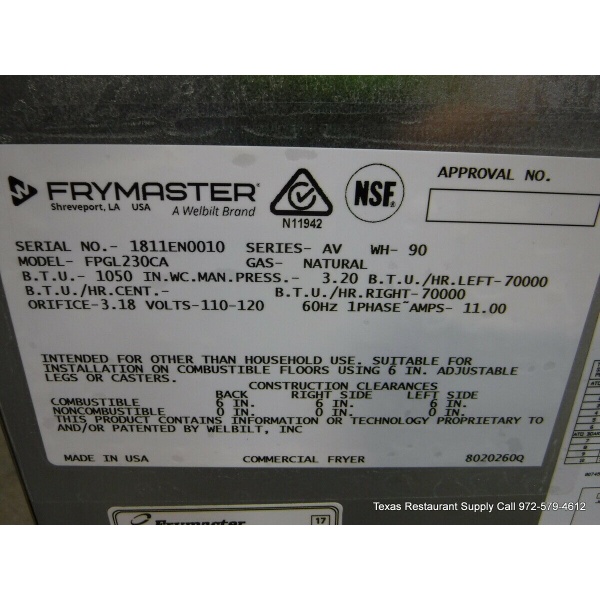 FRYMASTER
Shreveport, LA USA A Welbilt Brand
N11942
NSF
APPROVAL NO.
SERIAL NO.- 1811EN0010 SERIES- AV WH- 90
MODEL- FPGL230CA GAS- NATURAL
B.T.U.- 1050 IN.WC.MAN.PRESS.- 3.20 B.T.U./HR.LEFT-70000
B.T.U./HR.CENT.- B.T.U./HR.RIGHT-70000
ORIFICE-3.18 VOLTS-110-120 60Hz 1PHASE AMPS- 11.00
INTENDED FOR OTHER THAN HOUSEHOLD USE. SUITABLE FOR
INSTALLATION ON COMBUSTIBLE FLOORS USING 6 IN. ADJUSTABLE
LEGS OR CASTERS.
CONSTRUCTION CLEARANCES
BACK RIGHT SIDE LEFT SIDE
COMBUSTIBLE 6 IN. 6 IN. 6 IN.
NONCOMBUSTIBLE 0 IN. 0 IN. 0 IN.
THIS PRODUCT CONTAINS INFORMATION OR TECHNOLOGY PROPRIETARY TO
AND/OR PATENTED BY WELBILT, INC
MADE IN USA COMMERCIAL FRYER 8020260Q
Frymaster 17
Texas Restaurant Supply Call 972-579-4612